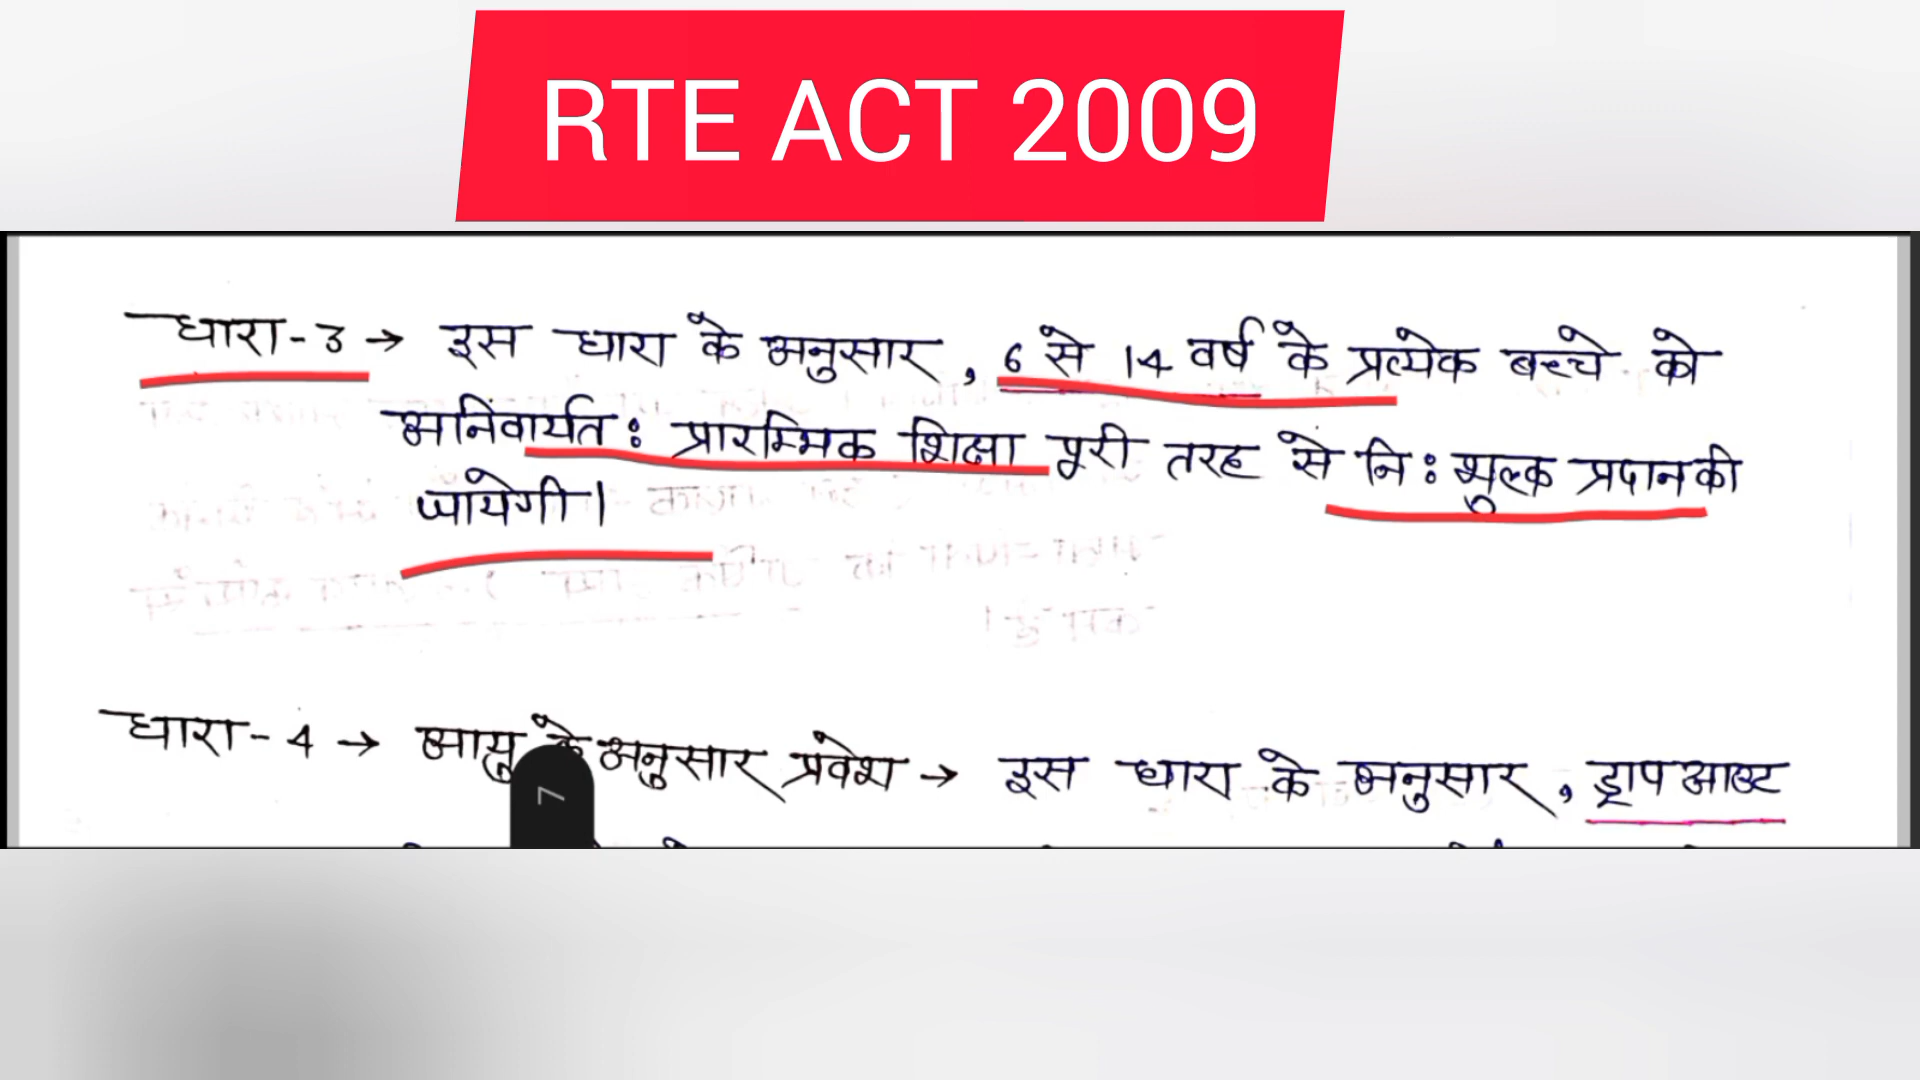 RTE ACT 2009
धारा-3 → इस धारा के अनुसार, 6 से 14 वर्ष के प्रत्येक बच्चे को
अनिवार्यत: प्रारम्भिक शिक्षा पूरी तरह से नि: शुल्क प्रदान की
जायेगी।
धारा-4 → आयु के अनुसार प्रवेश → इस धारा के अनुसार, ड्राप आउट